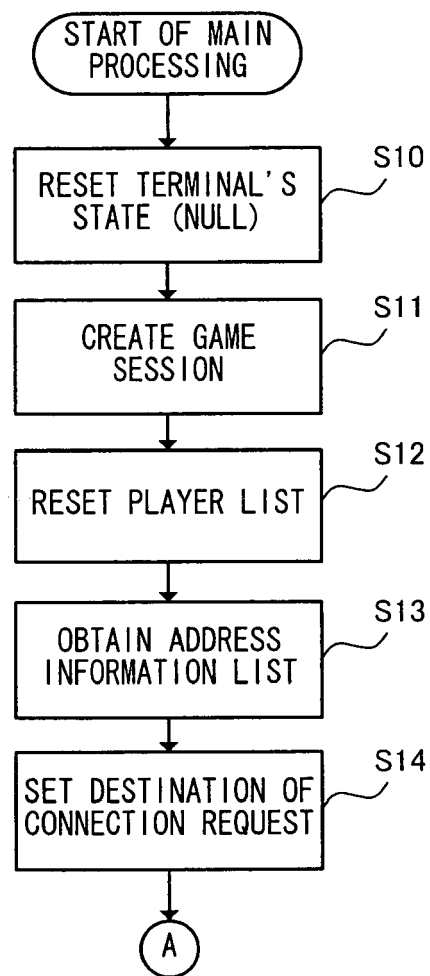 START OF MAIN
PROCESSING
S10
RESET TERMINAL'S
STATE (NULL)
S11
CREATE GAME
SESSION
S12
RESET PLAYER LIST
S13
OBTAIN ADDRESS
INFORMATION LIST
S14
SET DESTINATION OF
CONNECTION REQUEST
A